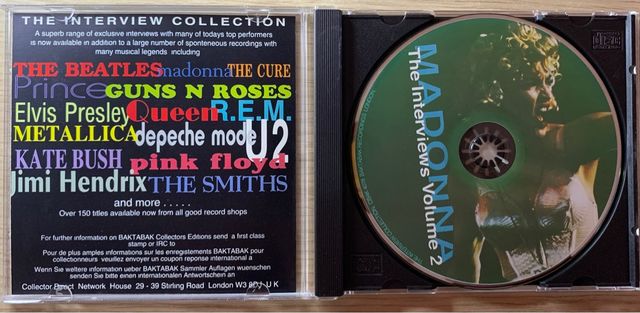 THE INTERVIEW COLLECTION
A superb range of exclusive interviews with many of todays top performers
is now available in addition to a large number of sponteneous recordings with
many musical legends including
THE BEATLES madonna THE CURE
Prince GUNS N ROSES
Elvis Presley Queen R.E.M.
METALLICA depeche mode U2
KATE BUSH pink floyd
Jimi Hendrix THE SMITHS
and more . . . . .
Over 150 titles available now from all good record shops
For further information on BAKTABAK Collectors Editions send a first class
stamp or IRC to
Pour de plus amples informations sur les enregistements BAKTABAK pour
collectionneurs veuillez envoyer un coupon reponse international a
Wenn Sie weitere information ueber BAKTABAK Sammler Auflagen wuenschen
senden Sie bitte einen internationalen Antwortschein an
Collector Direct Network House 29 - 39 Stirling Road London W3 8DJ U K
MADONNA
The Interviews Volume 2
COMPACT
disc